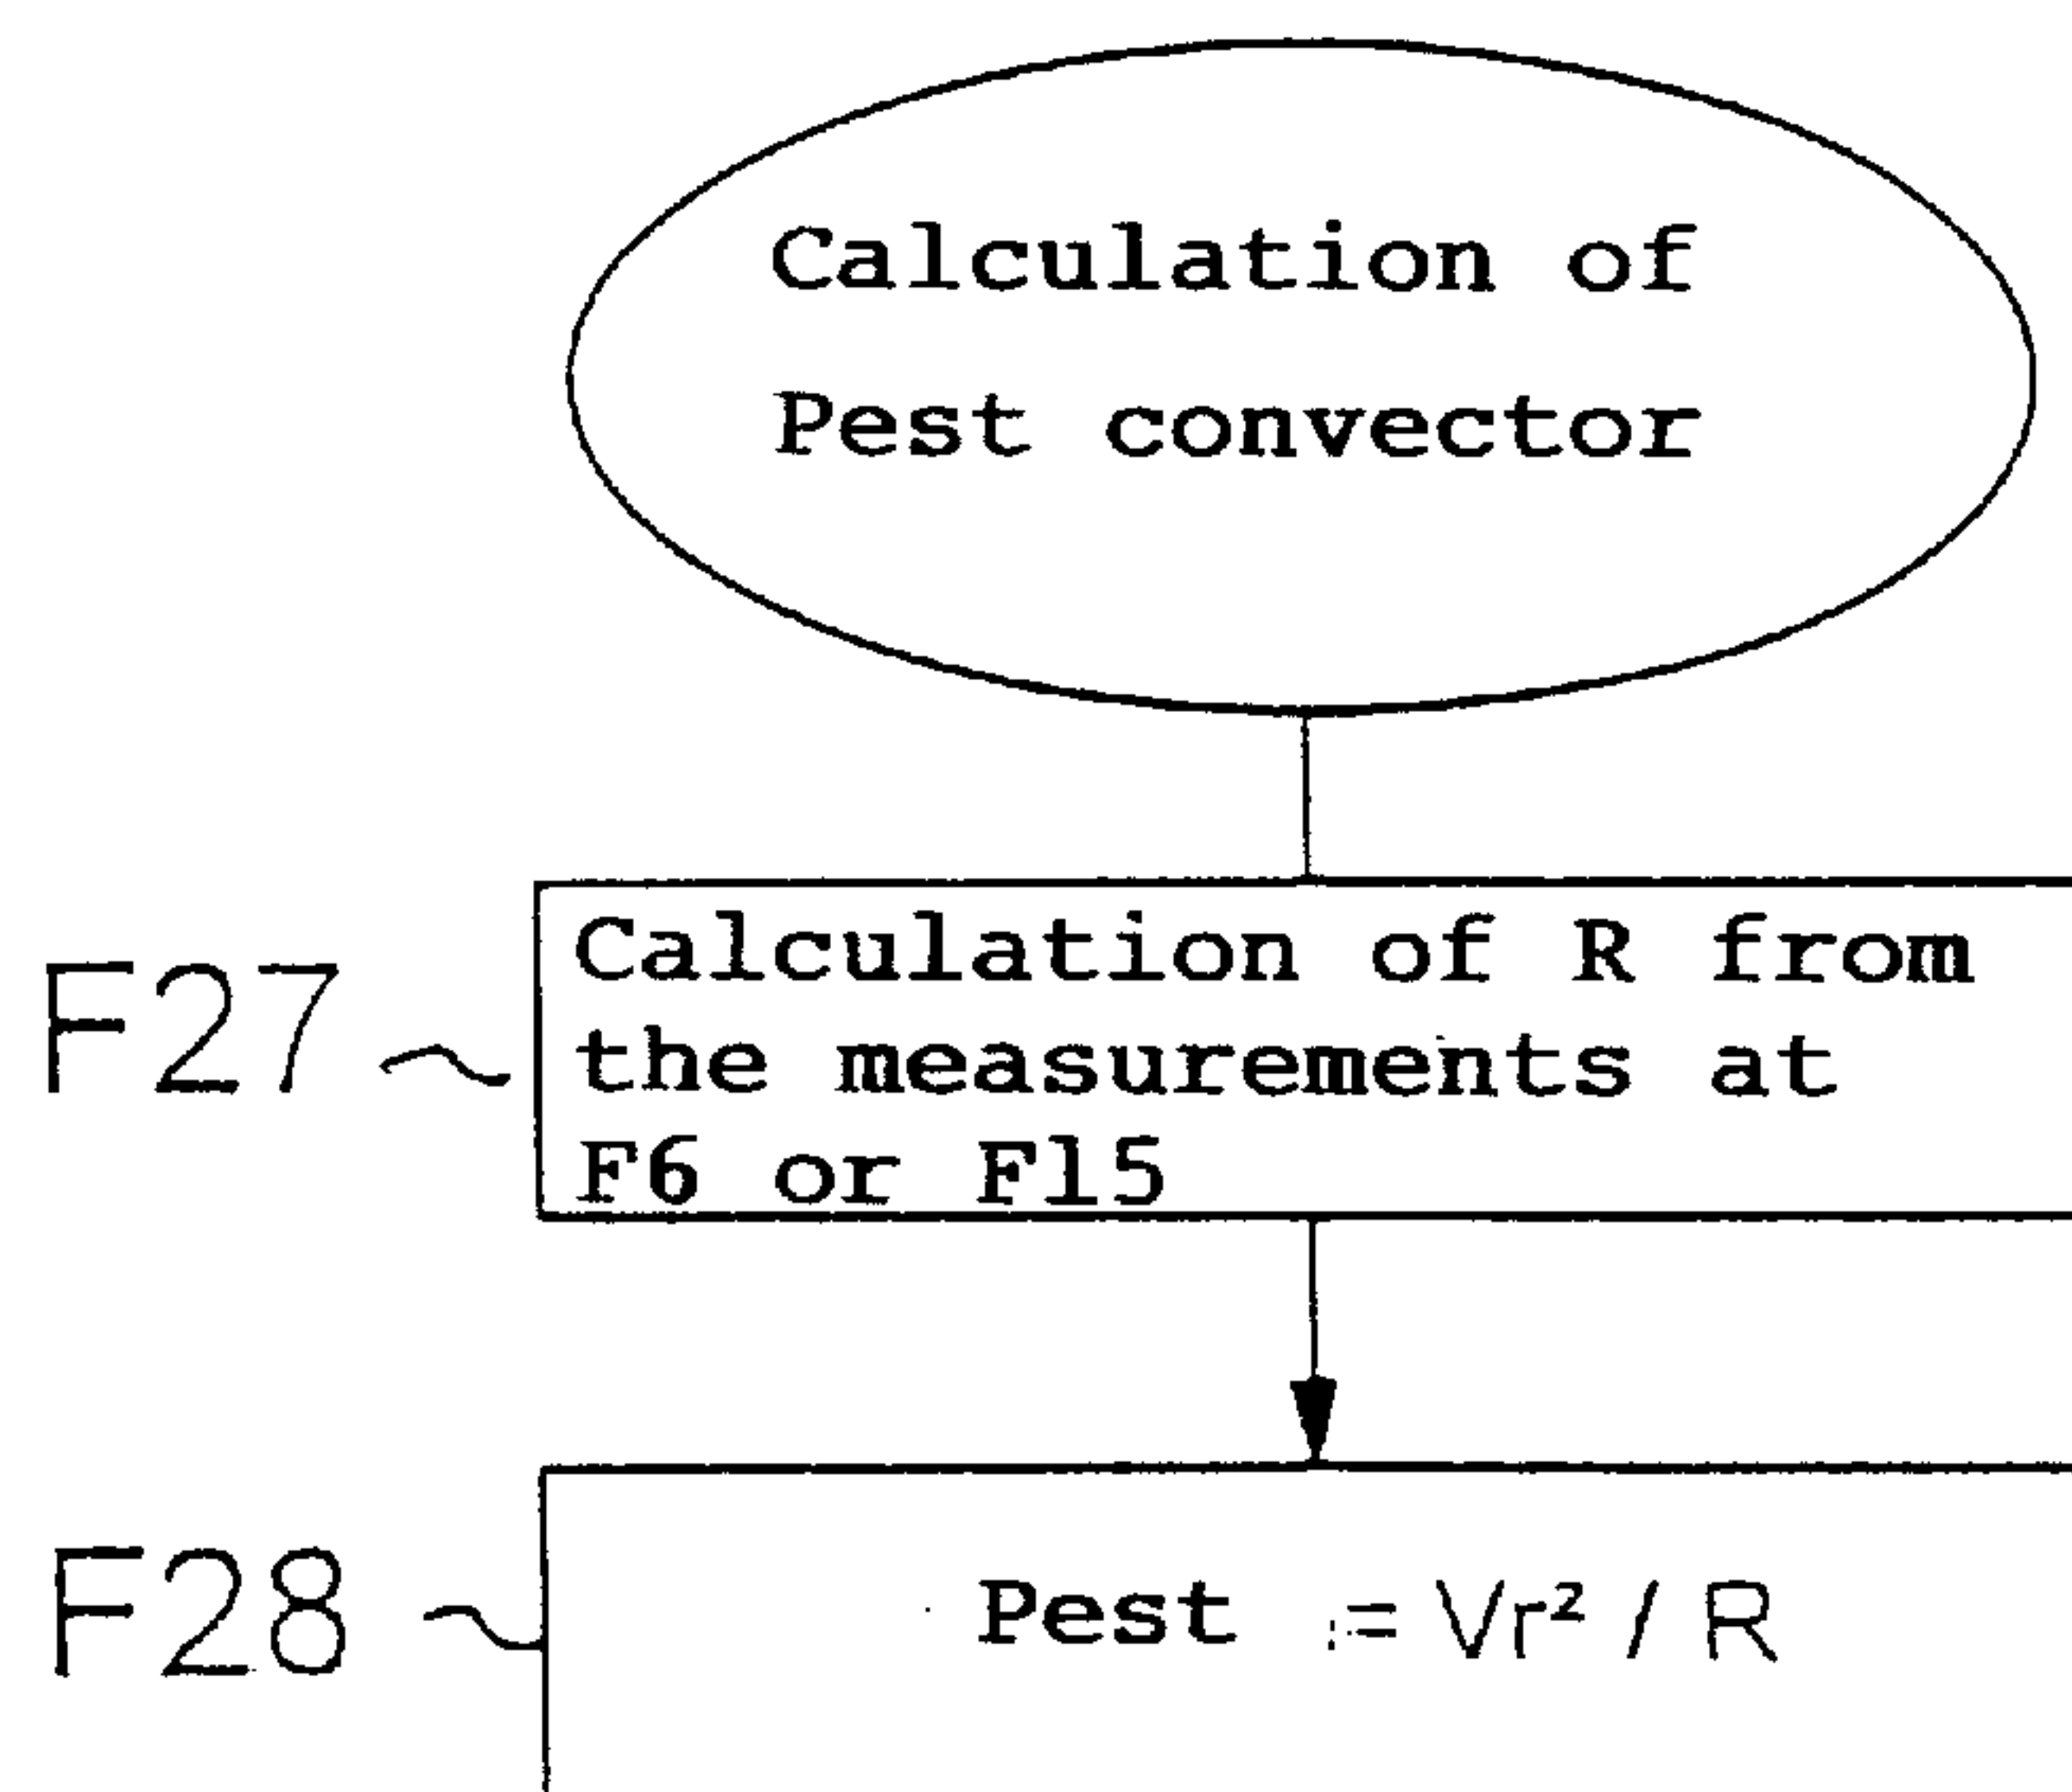 Calculation of
Pest convector
F27
Calculation of R from
the measurements at
F6 or F15
F28
Pest := Vr² / R